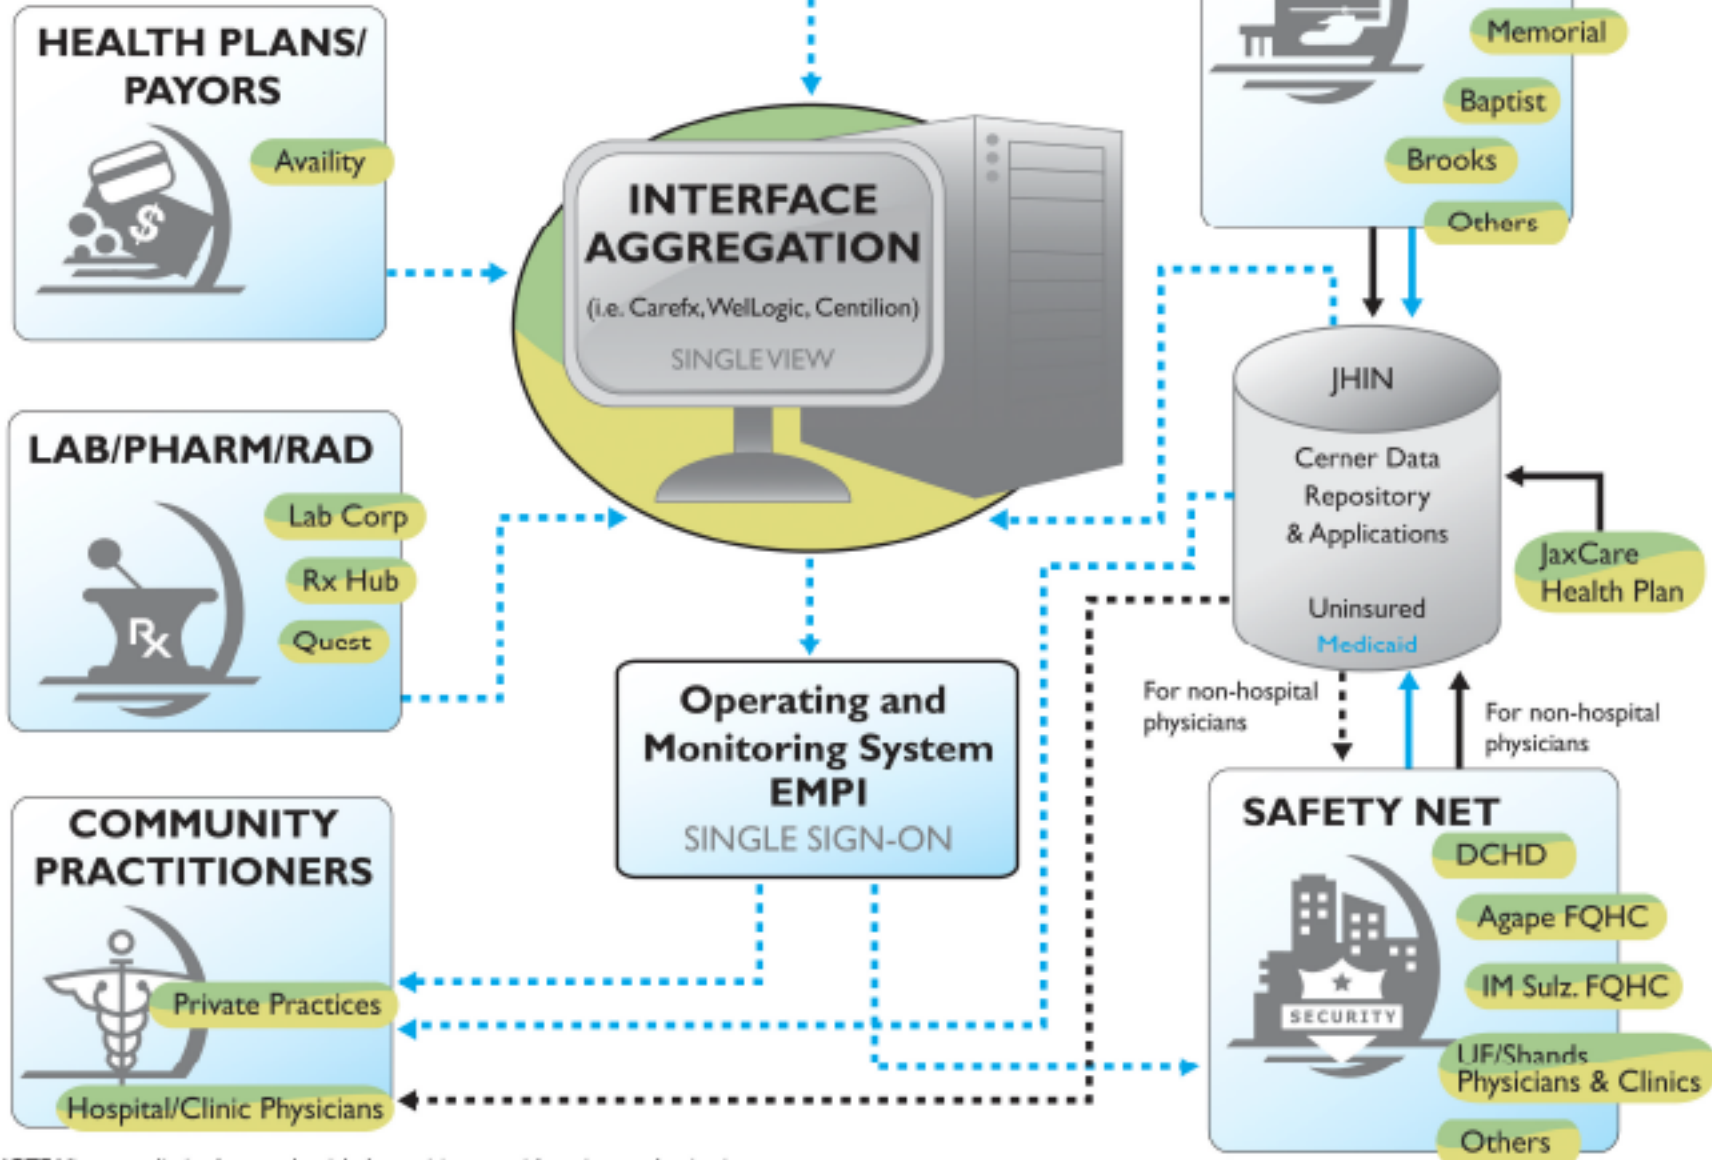 HEALTH PLANS/
PAYORS
Availity
INTERFACE
AGGREGATION
(i.e. Carefx, WelLogic, Centilion)
SINGLE VIEW
Memorial
Baptist
Brooks
Others
LAB/PHARM/RAD
Lab Corp
Rx Hub
Quest
Rx
JHIN
Cerner Data
Repository
& Applications
Uninsured
Medicaid
JaxCare
Health Plan
For non-hospital
physicians
For non-hospital
physicians
Operating and
Monitoring System
EMPI
SINGLE SIGN-ON
COMMUNITY
PRACTITIONERS
Private Practices
Hospital/Clinic Physicians
SAFETY NET
DCHD
Agape FQHC
IM Sulz. FQHC
SECURITY
UF/Shands
Physicians & Clinics
Others